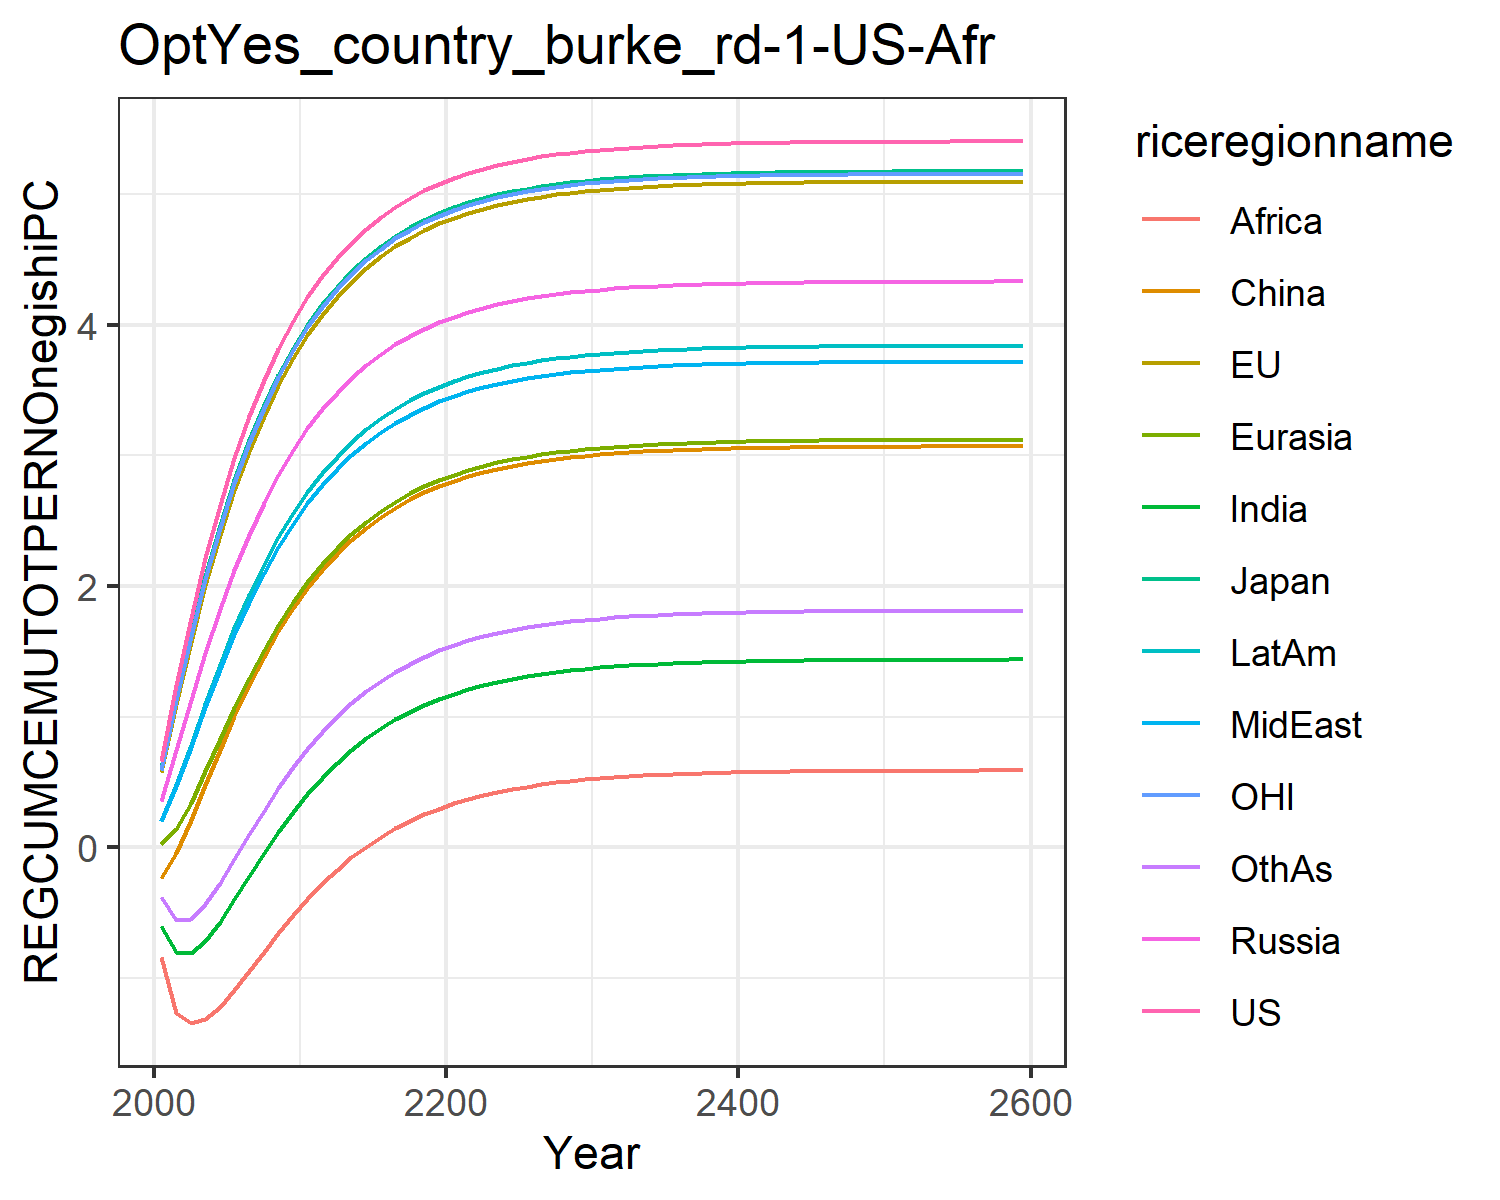 OptYes_country_burke_rd-1-US-Afr
REGCUMCEMUTOTPERNOnegishiPC
4
2
0
2000 2200 2400 2600
Year
riceregionname
Africa
China
EU
Eurasia
India
Japan
LatAm
MidEast
OHI
OthAs
Russia
US